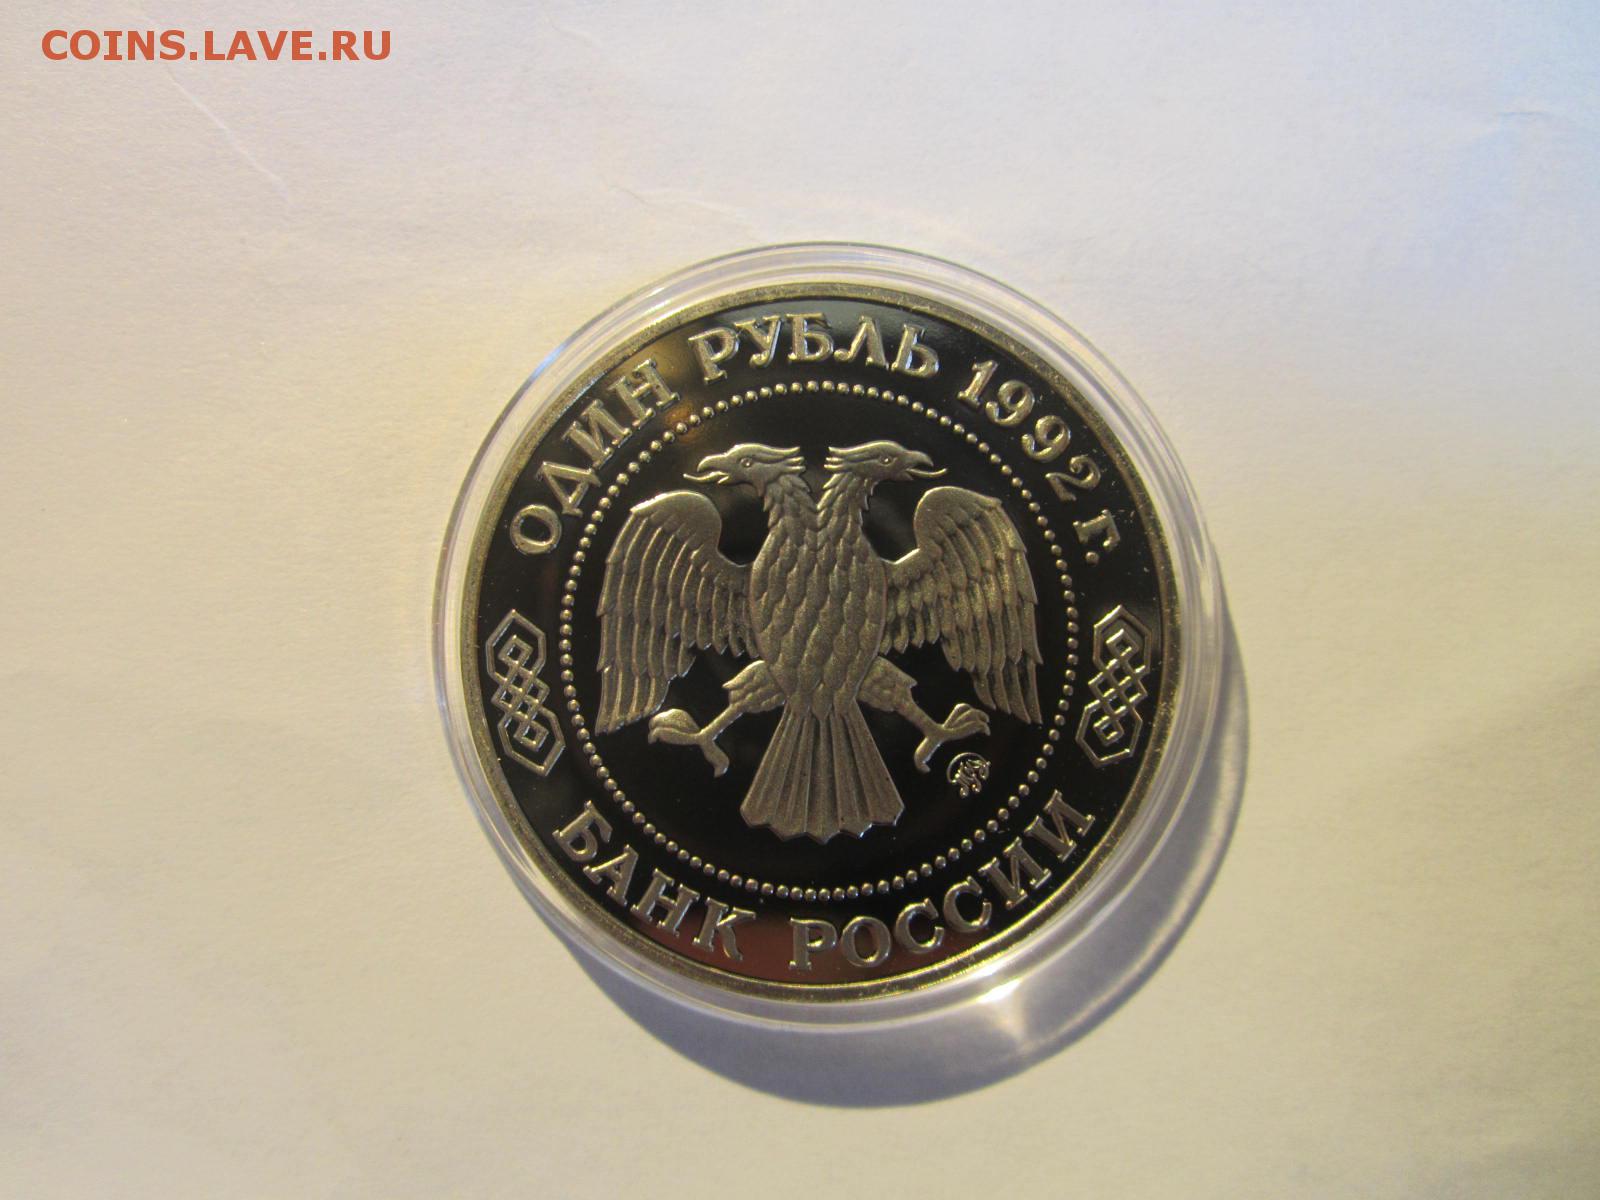 COINS.LAVE.RU
ОДИН РУБЛЬ 1992 г.
БАНК РОССИИ